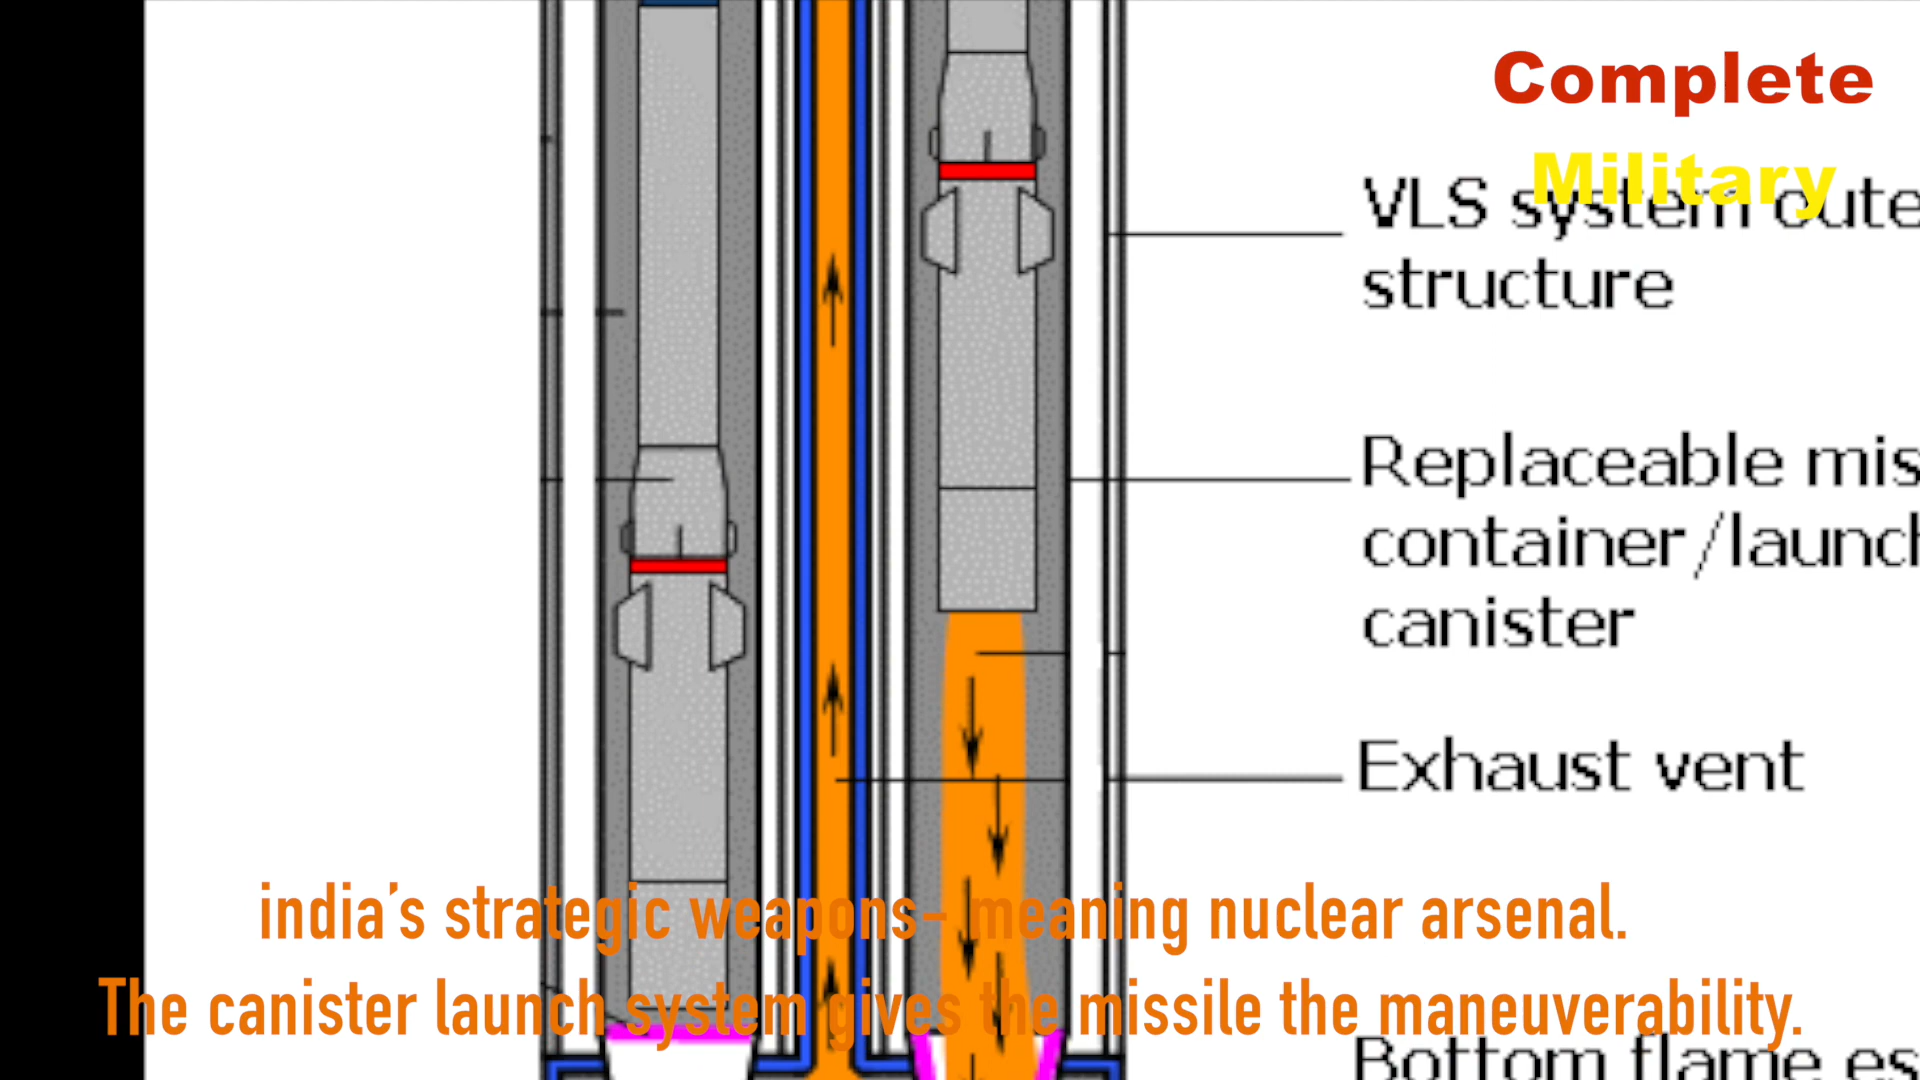 Complete
Military
VLS system oute
structure
Replaceable mis
container/launch
canister
Exhaust vent
india's strategic weapons- meaning nuclear arsenal.
The canister launch system gives the missile the maneuverability.
Bottom flame es